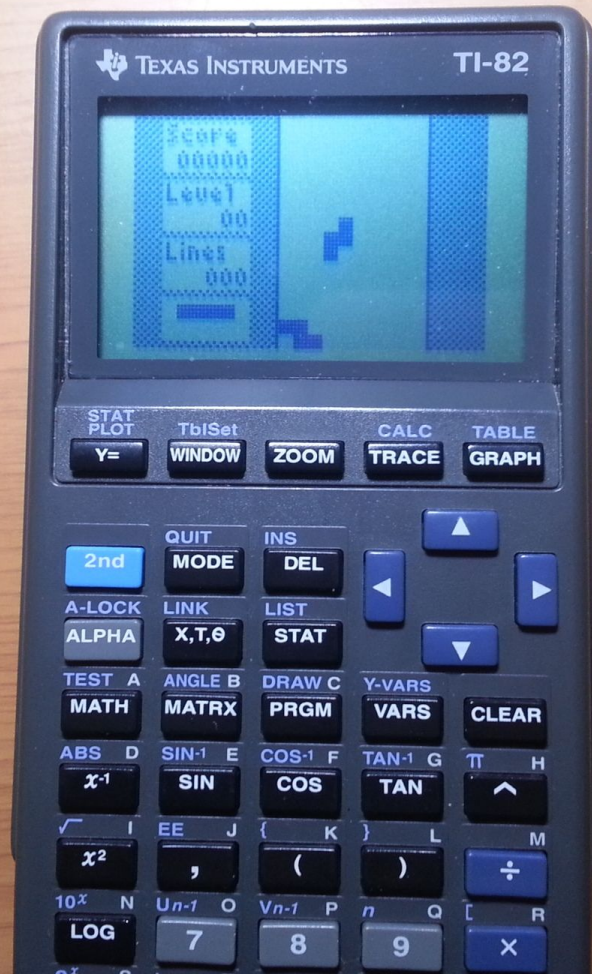 TEXAS INSTRUMENTS TI-82
Score
00000
Level
00
Lines
000
STAT
PLOT TblSet CALC TABLE
Y= WINDOW ZOOM TRACE GRAPH
QUIT INS
2nd MODE DEL
A-LOCK LINK LIST
ALPHA X,T,θ STAT
TEST A ANGLE B DRAW C Y-VARS
MATH MATRX PRGM VARS CLEAR
ABS D SIN⁻¹ E COS⁻¹ F TAN⁻¹ G π H
x⁻¹ SIN COS TAN ^
√ I EE J { K } L M
x² , ( ) ÷
10ˣ N Un-1 O Vn-1 P n Q [ R
LOG 7 8 9 ×